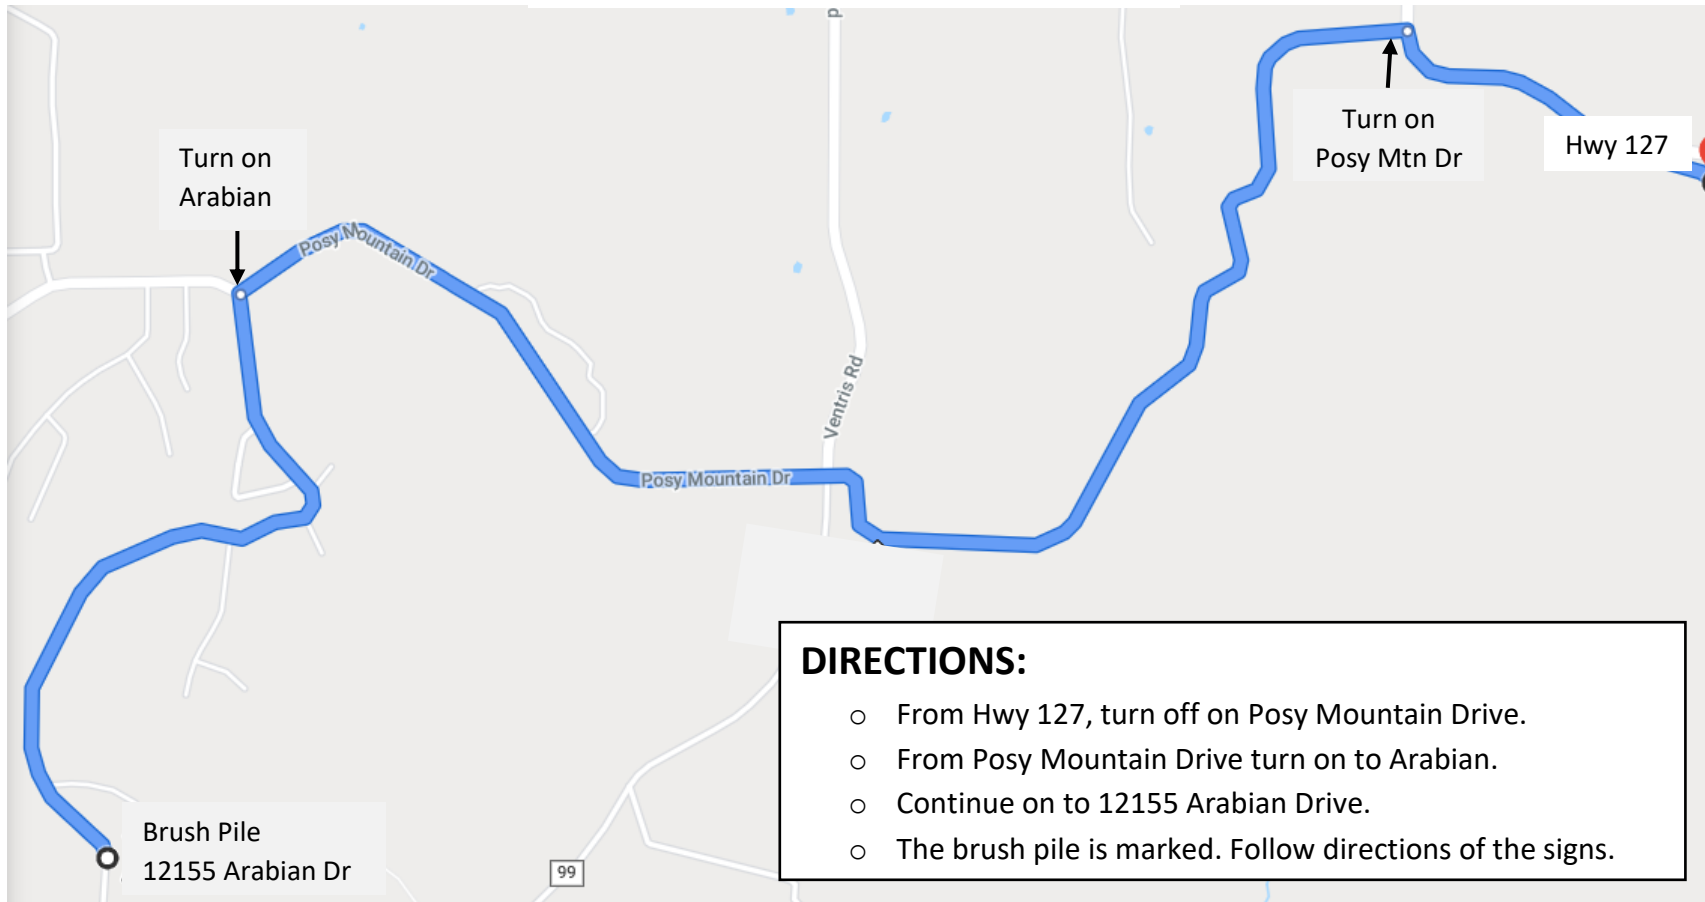 p
Turn on
Posy Mtn Dr
Hwy 127
Turn on
Arabian
Posy Mountain Dr
Ventris Rd
Posy Mountain Dr
DIRECTIONS:
o From Hwy 127, turn off on Posy Mountain Drive.
o From Posy Mountain Drive turn on to Arabian.
o Continue on to 12155 Arabian Drive.
o The brush pile is marked. Follow directions of the signs.
Brush Pile
12155 Arabian Dr
99